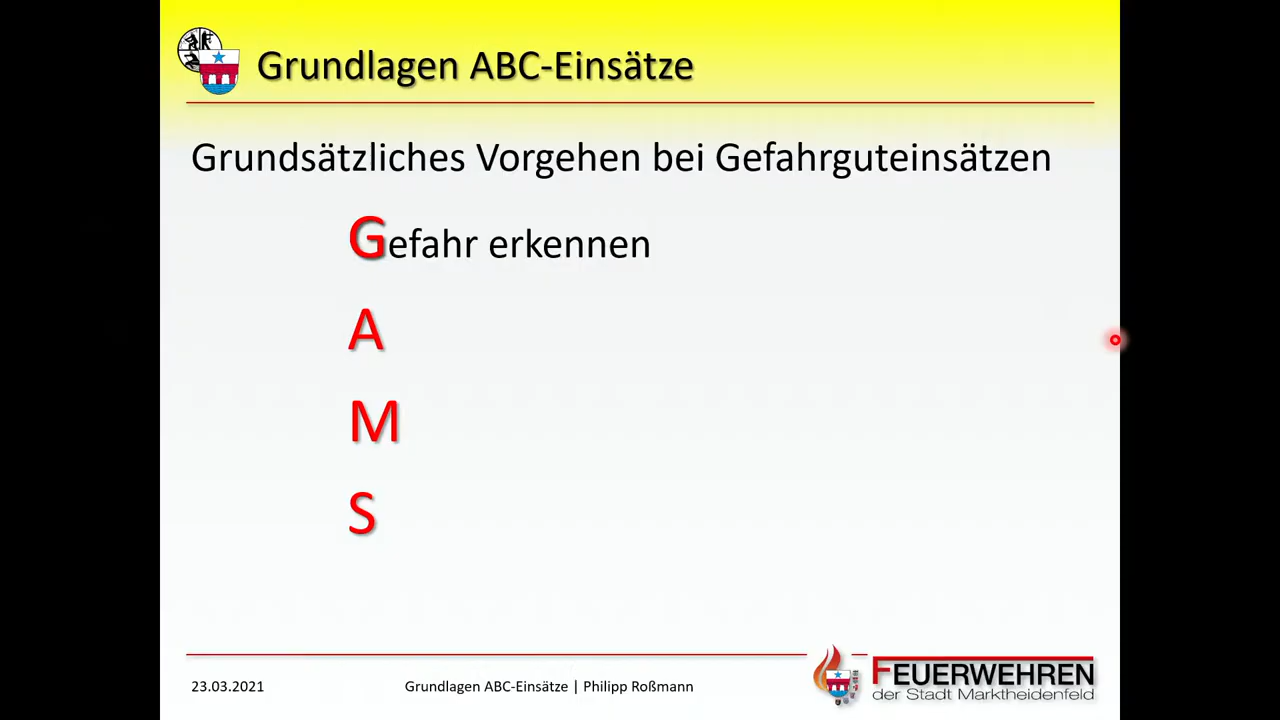 Grundlagen ABC-Einsätze
Grundsätzliches Vorgehen bei Gefahrguteinsätzen
Gefahr erkennen
A
M
S
23.03.2021
Grundlagen ABC-Einsätze | Philipp Roßmann
FEUERWEHREN
der Stadt Marktheidenfeld